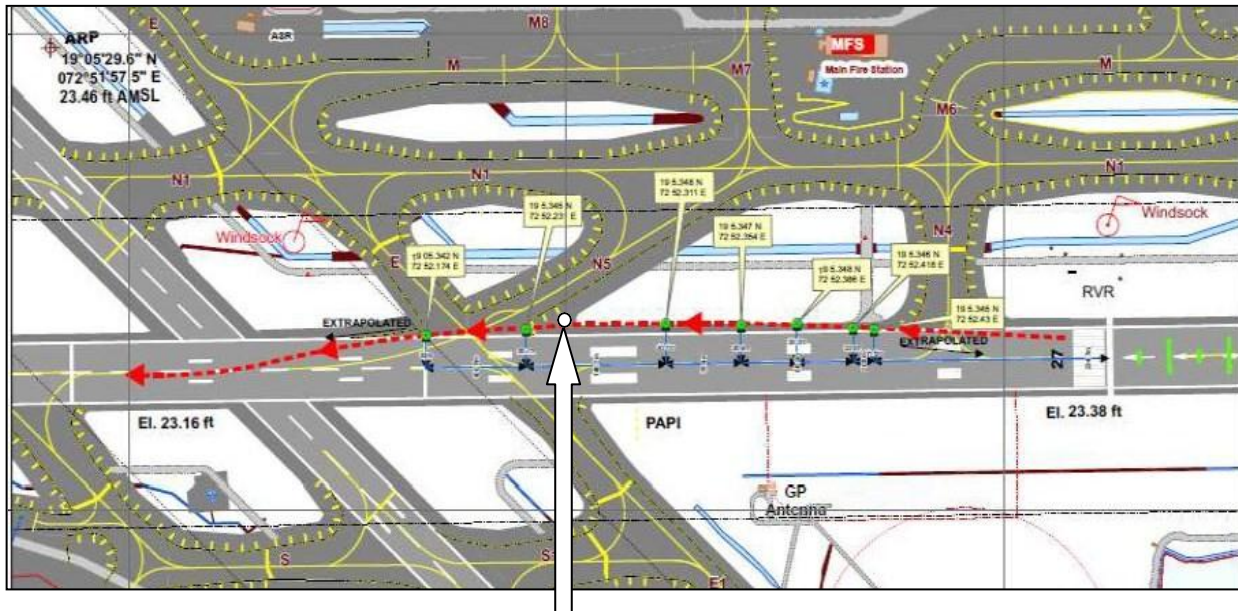 M8
E
ARP
ASR
MFS
19°05'29.6" N
072°51'57.5" E
23.46 ft AMSL
M
M7
Main Fire Station
M
M6
N1
N1
N1
19 5.345 N
72 52.231 E
19 5.348 N
72 52.311 E
19 5.347 N
72 52.354 E
19 5.348 N
72 52.386 E
19 5.346 N
72 52.418 E
19 5.345 N
72 52.43 E
19 05.342 N
72 52.174 E
Windsock
Windsock
E
N5
N4
RVR
EXTRAPOLATED
EXTRAPOLATED
27
El. 23.16 ft
PAPI
El. 23.38 ft
GP
Antenna
S
E1